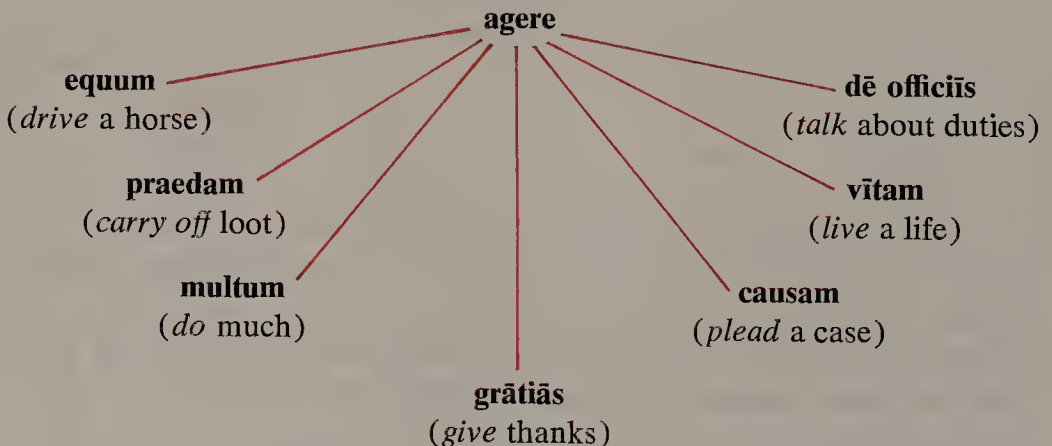 agere
equum
(drive a horse)
dē officiīs
(talk about duties)
praedam
(carry off loot)
vītam
(live a life)
multum
(do much)
causam
(plead a case)
grātiās
(give thanks)